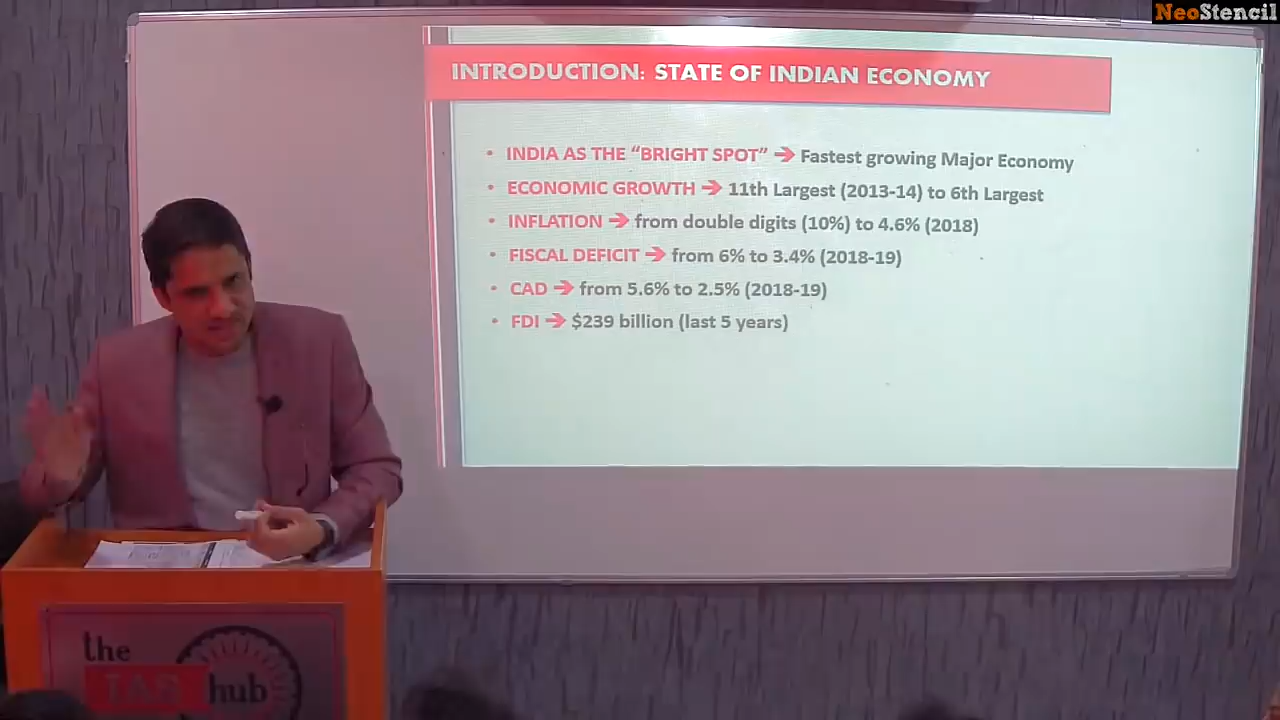 NeoStencil
INTRODUCTION: STATE OF INDIAN ECONOMY
• INDIA AS THE “BRIGHT SPOT” → Fastest growing Major Economy
• ECONOMIC GROWTH → 11th Largest (2013-14) to 6th Largest
• INFLATION → from double digits (10%) to 4.6% (2018)
• FISCAL DEFICIT → from 6% to 3.4% (2018-19)
• CAD → from 5.6% to 2.5% (2018-19)
• FDI → $239 billion (last 5 years)
the
IAS hub